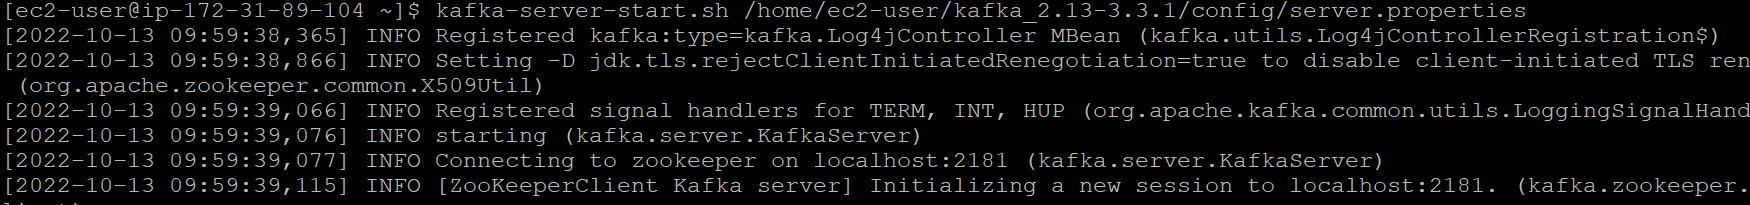 [ec2-user@ip-172-31-89-104 ~]$ kafka-server-start.sh /home/ec2-user/kafka_2.13-3.3.1/config/server.properties
[2022-10-13 09:59:38,365] INFO Registered kafka:type=kafka.Log4jController MBean (kafka.utils.Log4jControllerRegistration$)
[2022-10-13 09:59:38,866] INFO Setting -D jdk.tls.rejectClientInitiatedRenegotiation=true to disable client-initiated TLS ren
(org.apache.zookeeper.common.X509Util)
[2022-10-13 09:59:39,066] INFO Registered signal handlers for TERM, INT, HUP (org.apache.kafka.common.utils.LoggingSignalHand
[2022-10-13 09:59:39,076] INFO starting (kafka.server.KafkaServer)
[2022-10-13 09:59:39,077] INFO Connecting to zookeeper on localhost:2181 (kafka.server.KafkaServer)
[2022-10-13 09:59:39,115] INFO [ZooKeeperClient Kafka server] Initializing a new session to localhost:2181. (kafka.zookeeper.